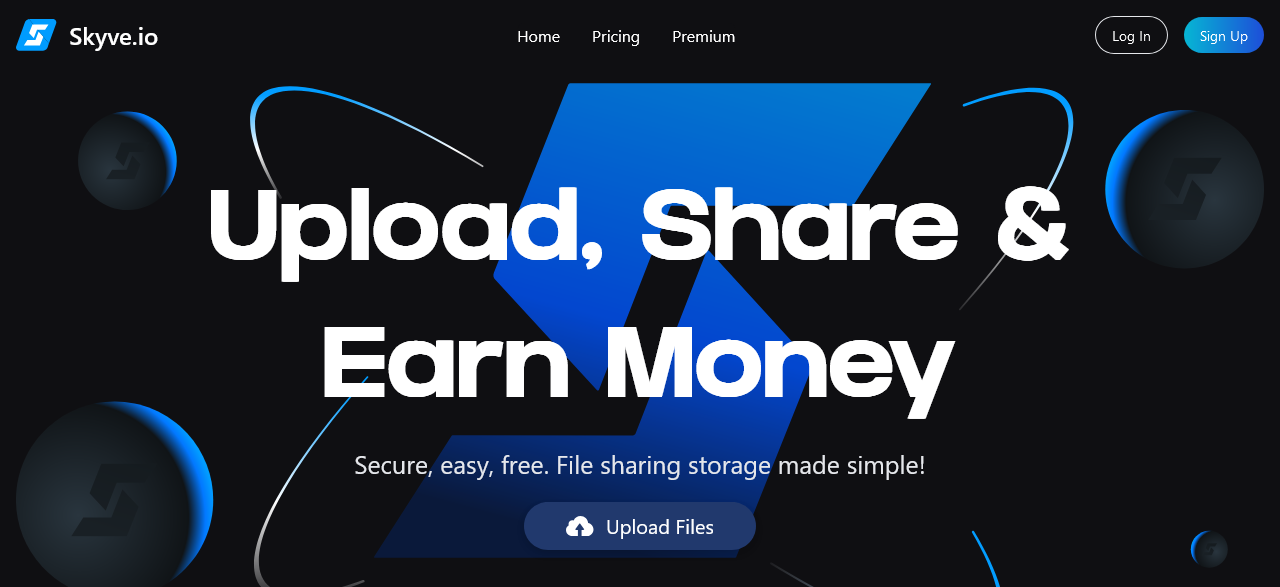 Skyve.io
Home Pricing Premium
Log In
Sign Up
Upload, Share &
Earn Money
Secure, easy, free. File sharing storage made simple!
Upload Files